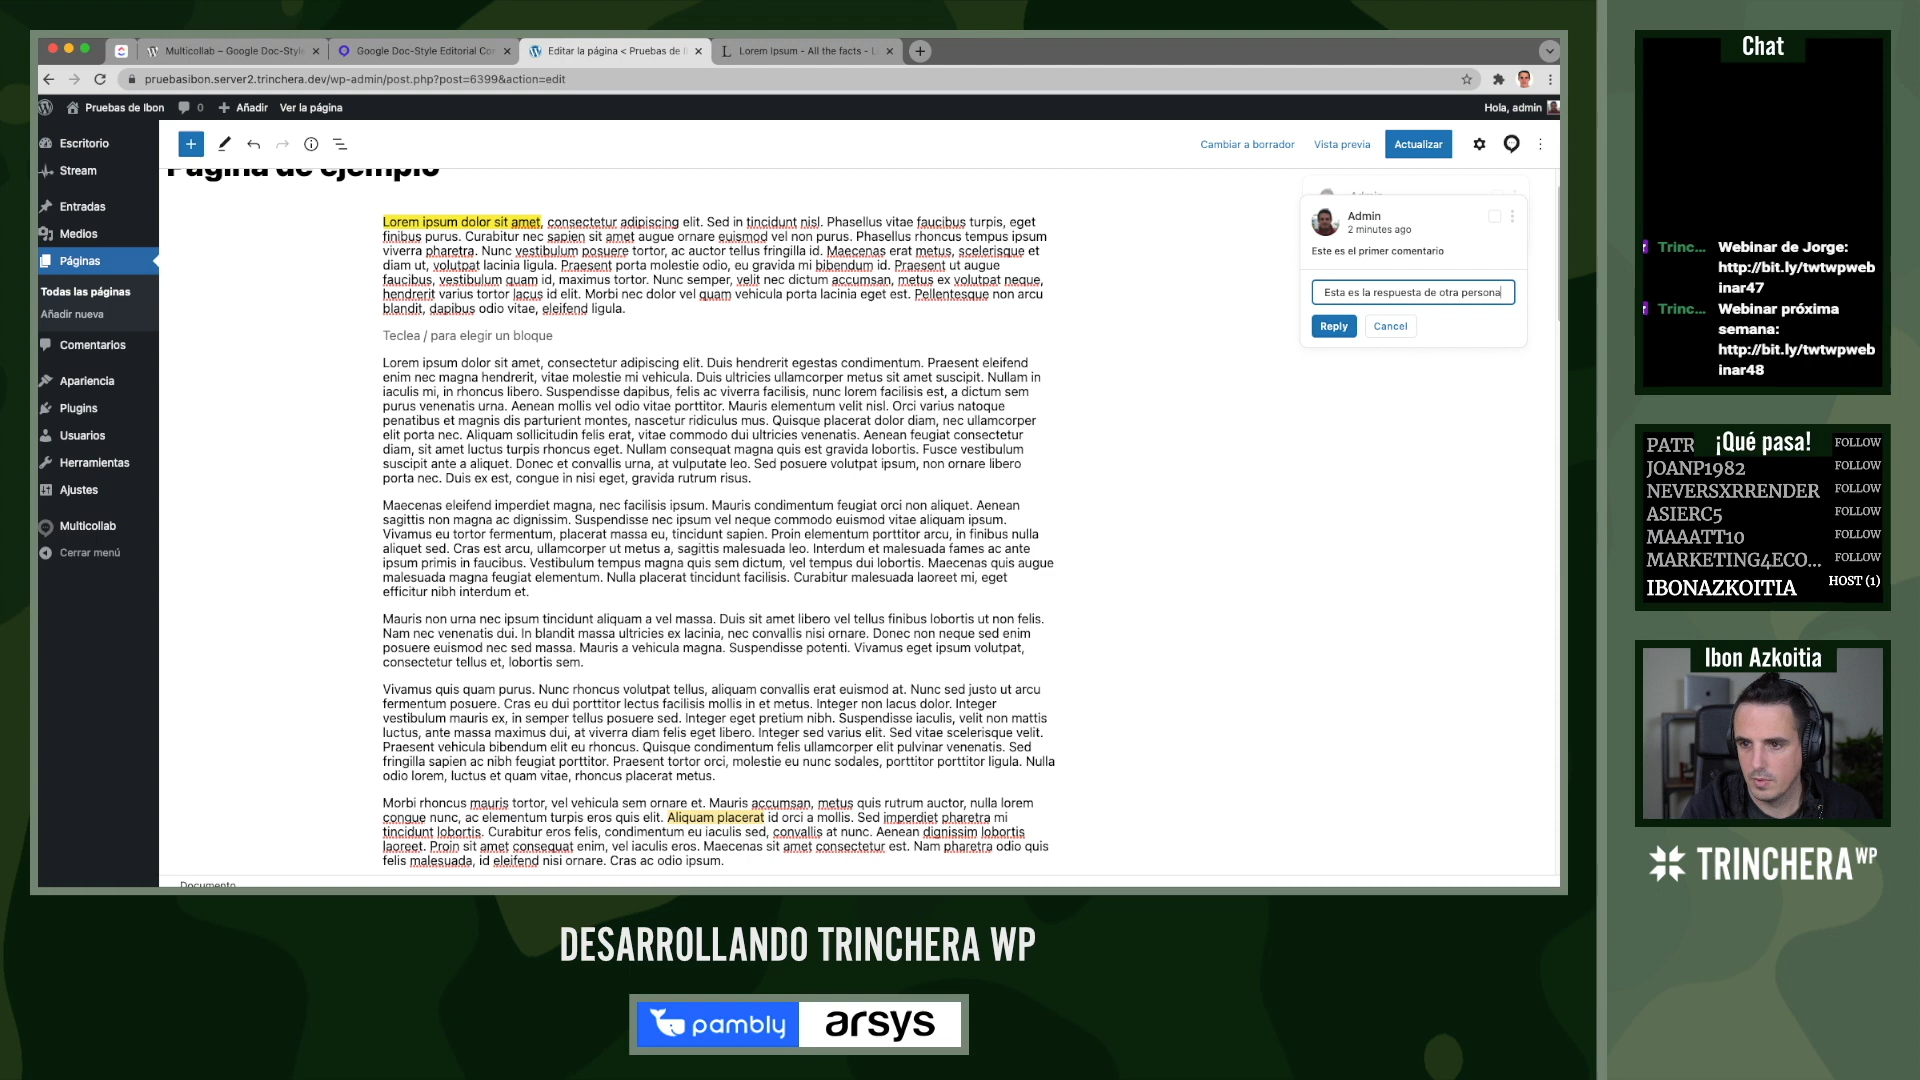 Multicollab – Google Doc-Style
Google Doc-Style Editorial Co
Editar la página < Pruebas de I
Lorem Ipsum - All the facts - L
pruebasibon.server2.trinchera.dev/wp-admin/post.php?post=6399&action=edit
Pruebas de Ibon 0 Añadir Ver la página Hola, admin
Escritorio
Stream
Entradas
Medios
Páginas
Todas las páginas
Añadir nueva
Comentarios
Apariencia
Plugins
Usuarios
Herramientas
Ajustes
Multicollab
Cerrar menú
Cambiar a borrador Vista previa Actualizar
Página de ejemplo
Lorem ipsum dolor sit amet, consectetur adipiscing elit. Sed in tincidunt nisl. Phasellus vitae faucibus turpis, eget
finibus purus. Curabitur nec sapien sit amet augue ornare euismod vel non purus. Phasellus rhoncus tempus ipsum
viverra pharetra. Nunc vestibulum posuere tortor, ac auctor tellus fringilla id. Maecenas erat metus, scelerisque et
diam ut, volutpat lacinia ligula. Praesent porta molestie odio, eu gravida mi bibendum id. Praesent ut augue
faucibus, vestibulum quam id, maximus tortor. Nunc semper, velit nec dictum accumsan, metus ex volutpat neque,
hendrerit varius tortor lacus id elit. Morbi nec dolor vel quam vehicula porta lacinia eget est. Pellentesque non arcu
blandit, dapibus odio vitae, eleifend ligula.
Teclea / para elegir un bloque
Lorem ipsum dolor sit amet, consectetur adipiscing elit. Duis hendrerit egestas condimentum. Praesent eleifend
enim nec magna hendrerit, vitae molestie mi vehicula. Duis ultricies ullamcorper metus sit amet suscipit. Nullam in
iaculis mi, in rhoncus libero. Suspendisse dapibus, felis ac viverra facilisis, nunc lorem facilisis est, a dictum sem
purus venenatis urna. Aenean mollis vel odio vitae porttitor. Mauris elementum velit nisl. Orci varius natoque
penatibus et magnis dis parturient montes, nascetur ridiculus mus. Quisque placerat dolor diam, nec ullamcorper
elit porta nec. Aliquam sollicitudin felis erat, vitae commodo dui ultricies venenatis. Aenean feugiat consectetur
diam, sit amet luctus turpis rhoncus eget. Nullam consequat magna quis est gravida lobortis. Fusce vestibulum
suscipit ante a aliquet. Donec et convallis urna, at vulputate leo. Sed posuere volutpat ipsum, non ornare libero
porta nec. Duis ex est, congue in nisi eget, gravida rutrum risus.
Maecenas eleifend imperdiet magna, nec facilisis ipsum. Mauris condimentum feugiat orci non aliquet. Aenean
sagittis non magna ac dignissim. Suspendisse nec ipsum vel neque commodo euismod vitae aliquam ipsum.
Vivamus eu tortor fermentum, placerat massa eu, tincidunt sapien. Proin elementum porttitor arcu, in finibus nulla
aliquet sed. Cras est arcu, ullamcorper ut metus a, sagittis malesuada leo. Interdum et malesuada fames ac ante
ipsum primis in faucibus. Vestibulum tempus magna quis sem dictum, vel tempus dui lobortis. Maecenas quis augue
malesuada magna feugiat elementum. Nulla placerat tincidunt facilisis. Curabitur malesuada laoreet mi, eget
efficitur nibh interdum et.
Mauris non urna nec ipsum tincidunt aliquam a vel massa. Duis sit amet libero vel tellus finibus lobortis ut non felis.
Nam nec venenatis dui. In blandit massa ultricies ex lacinia, nec convallis nisi ornare. Donec non neque sed enim
posuere euismod nec sed massa. Mauris a vehicula magna. Suspendisse potenti. Vivamus eget ipsum volutpat,
consectetur tellus et, lobortis sem.
Vivamus quis quam purus. Nunc rhoncus volutpat tellus, aliquam convallis erat euismod at. Nunc sed justo ut arcu
fermentum posuere. Cras eu dui porttitor lectus facilisis mollis in et metus. Integer non lacus dolor. Integer
vestibulum mauris ex, in semper tellus posuere sed. Integer eget pretium nibh. Suspendisse iaculis, velit non mattis
luctus, ante massa maximus dui, at viverra diam felis eget libero. Integer sed varius elit. Sed vitae scelerisque velit.
Praesent vehicula bibendum elit eu rhoncus. Quisque condimentum felis ullamcorper elit pulvinar venenatis. Sed
fringilla sapien ac nibh feugiat porttitor. Praesent tortor orci, molestie eu nunc sodales, porttitor porttitor ligula. Nulla
odio lorem, luctus et quam vitae, rhoncus placerat metus.
Morbi rhoncus mauris tortor, vel vehicula sem ornare et. Mauris accumsan, metus quis rutrum auctor, nulla lorem
congue nunc, ac elementum turpis eros quis elit. Aliquam placerat id orci a mollis. Sed imperdiet pharetra mi
tincidunt lobortis. Curabitur eros felis, condimentum eu iaculis sed, convallis at nunc. Aenean dignissim lobortis
laoreet. Proin sit amet consequat enim, vel iaculis eros. Maecenas sit amet consectetur est. Nam pharetra odio quis
felis malesuada, id eleifend nisi ornare. Cras ac odio ipsum.
Documento
Admin
Admin
2 minutes ago
Este es el primer comentario
Esta es la respuesta de otra persona
Reply Cancel
Chat
Trinc... Webinar de Jorge:
http://bit.ly/twtwpweb
inar47
Trinc... Webinar próxima
semana:
http://bit.ly/twtwpweb
inar48
¡Qué pasa!
PATR FOLLOW
JOANP1982 FOLLOW
NEVERSXRRENDER FOLLOW
ASIERC5 FOLLOW
MAAATT10 FOLLOW
MARKETING4ECO... FOLLOW
IBONAZKOITIA HOST (1)
Ibon Azkoitia
TRINCHERA WP
DESARROLLANDO TRINCHERA WP
pambly
arsys